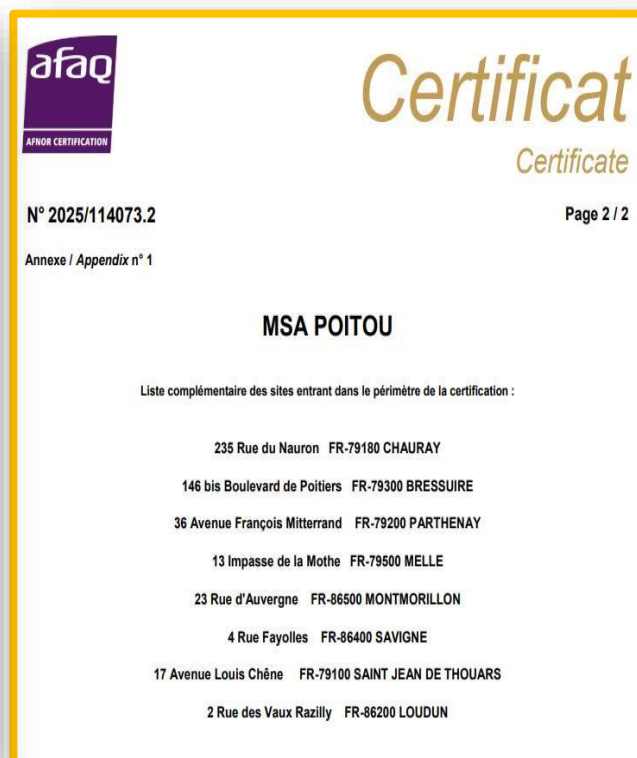 afaq
AFNOR CERTIFICATION
Certificat
Certificate
N° 2025/114073.2
Page 2 / 2
Annexe / Appendix n° 1
MSA POITOU
Liste complémentaire des sites entrant dans le périmètre de la certification :
235 Rue du Nauron FR-79180 CHAURAY
146 bis Boulevard de Poitiers FR-79300 BRESSUIRE
36 Avenue François Mitterrand FR-79200 PARTHENAY
13 Impasse de la Mothe FR-79500 MELLE
23 Rue d'Auvergne FR-86500 MONTMORILLON
4 Rue Fayolles FR-86400 SAVIGNE
17 Avenue Louis Chêne FR-79100 SAINT JEAN DE THOUARS
2 Rue des Vaux Razilly FR-86200 LOUDUN